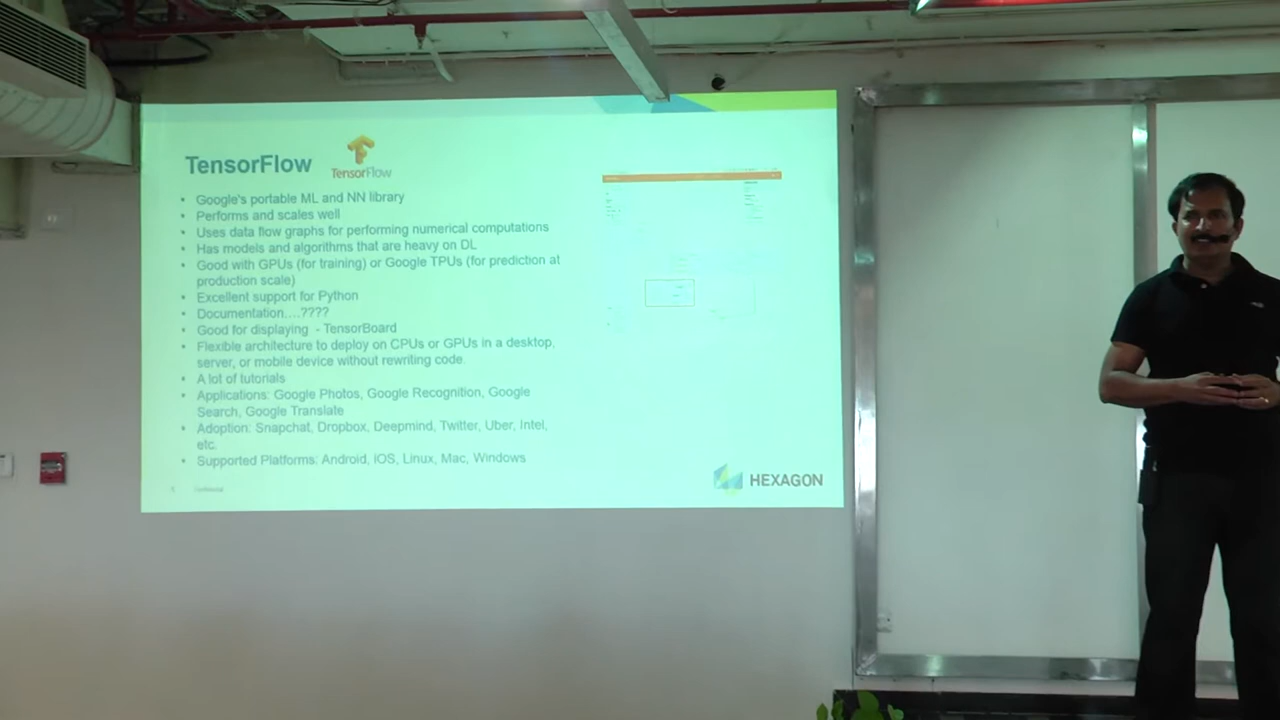 TensorFlow
TensorFlow
• Google's portable ML and NN library
• Performs and scales well
• Uses data flow graphs for performing numerical computations
• Has models and algorithms that are heavy on DL
• Good with GPUs (for training) or Google TPUs (for prediction at
production scale)
• Excellent support for Python
• Documentation....????
• Good for displaying - TensorBoard
• Flexible architecture to deploy on CPUs or GPUs in a desktop,
server, or mobile device without rewriting code.
• A lot of tutorials
• Applications: Google Photos, Google Recognition, Google
Search, Google Translate
• Adoption: Snapchat, Dropbox, Deepmind, Twitter, Uber, Intel,
etc.
• Supported Platforms: Android, iOS, Linux, Mac, Windows
Confidential
HEXAGON